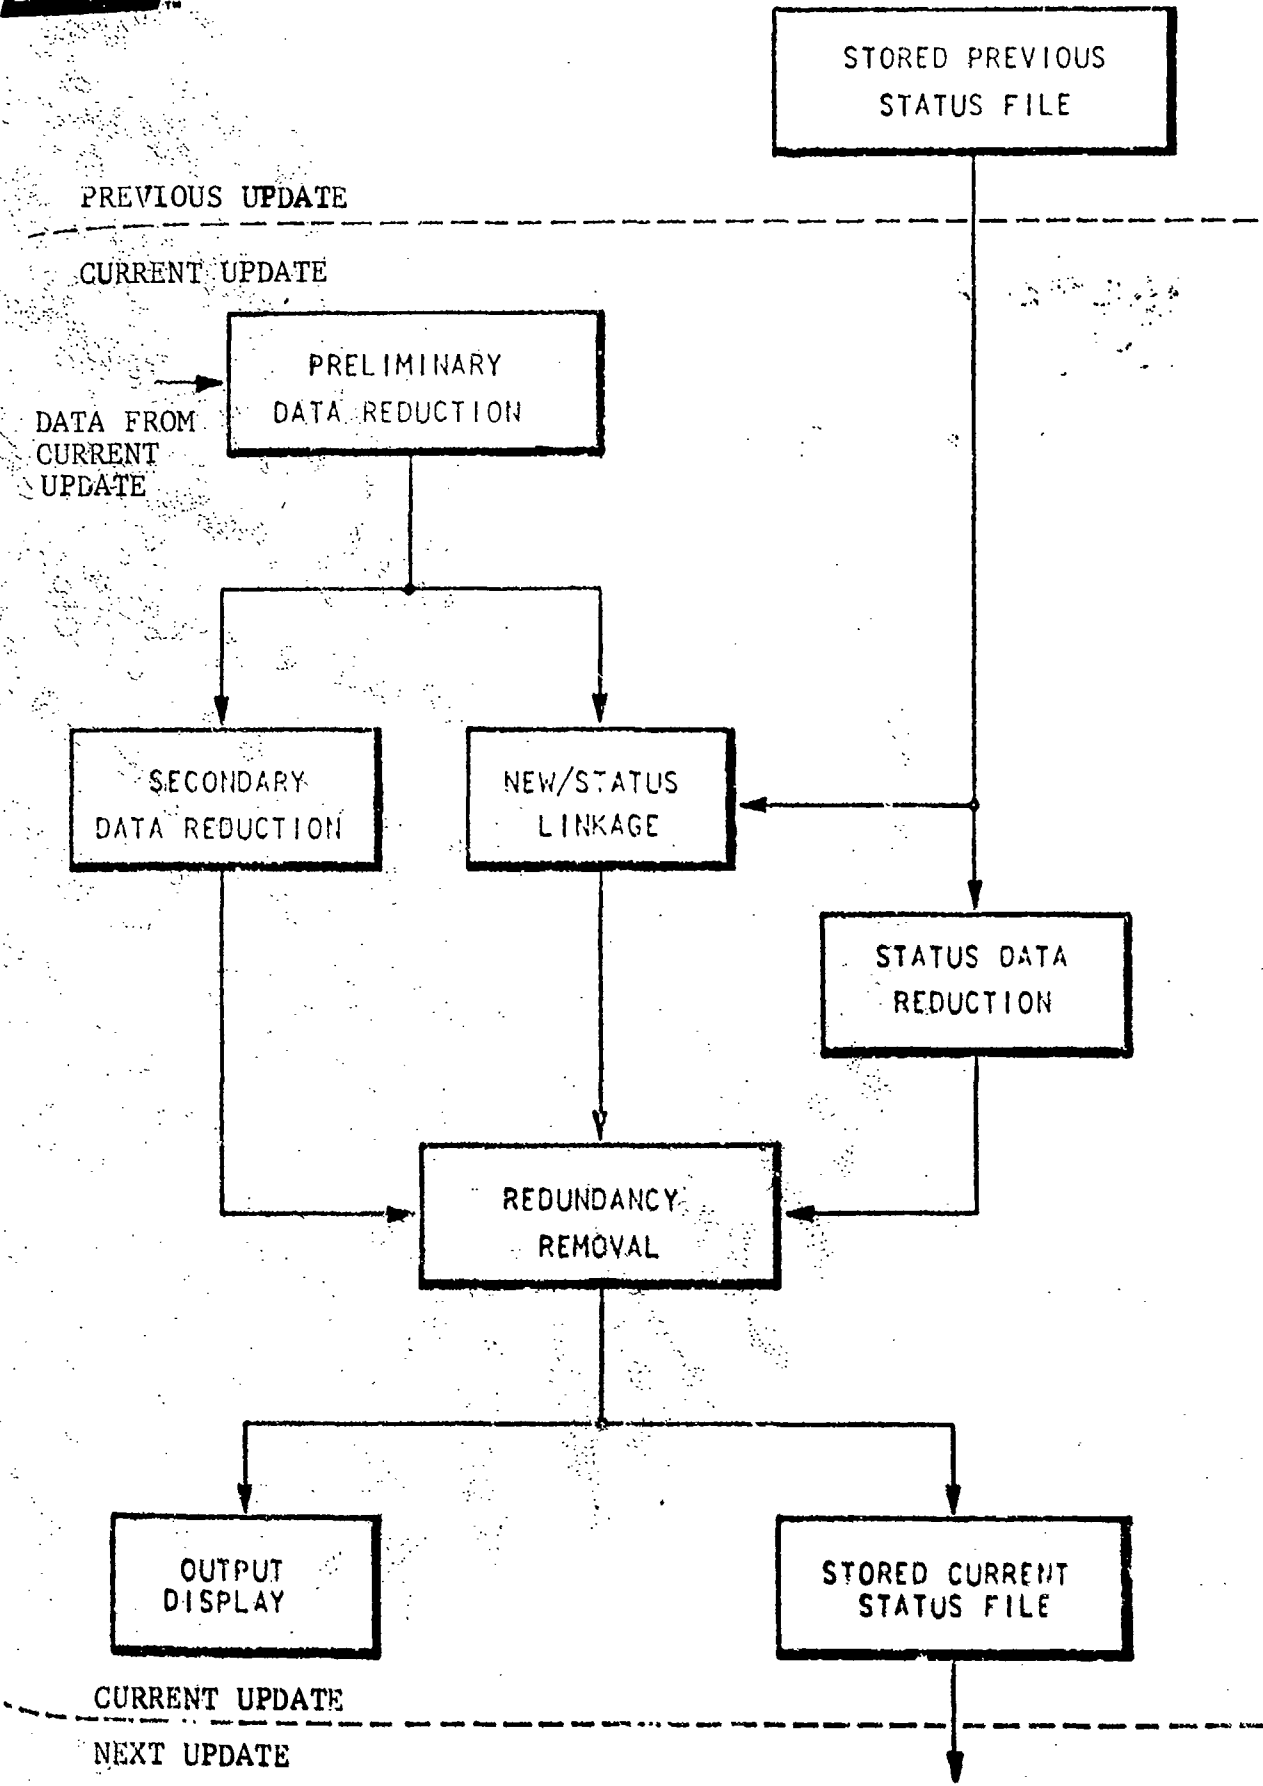 TM
STORED PREVIOUS
STATUS FILE
PREVIOUS UPDATE
CURRENT UPDATE
PRELIMINARY
DATA REDUCTION
DATA FROM
CURRENT
UPDATE
SECONDARY
DATA REDUCTION
NEW/STATUS
LINKAGE
STATUS DATA
REDUCTION
REDUNDANCY
REMOVAL
OUTPUT
DISPLAY
STORED CURRENT
STATUS FILE
CURRENT UPDATE
NEXT UPDATE